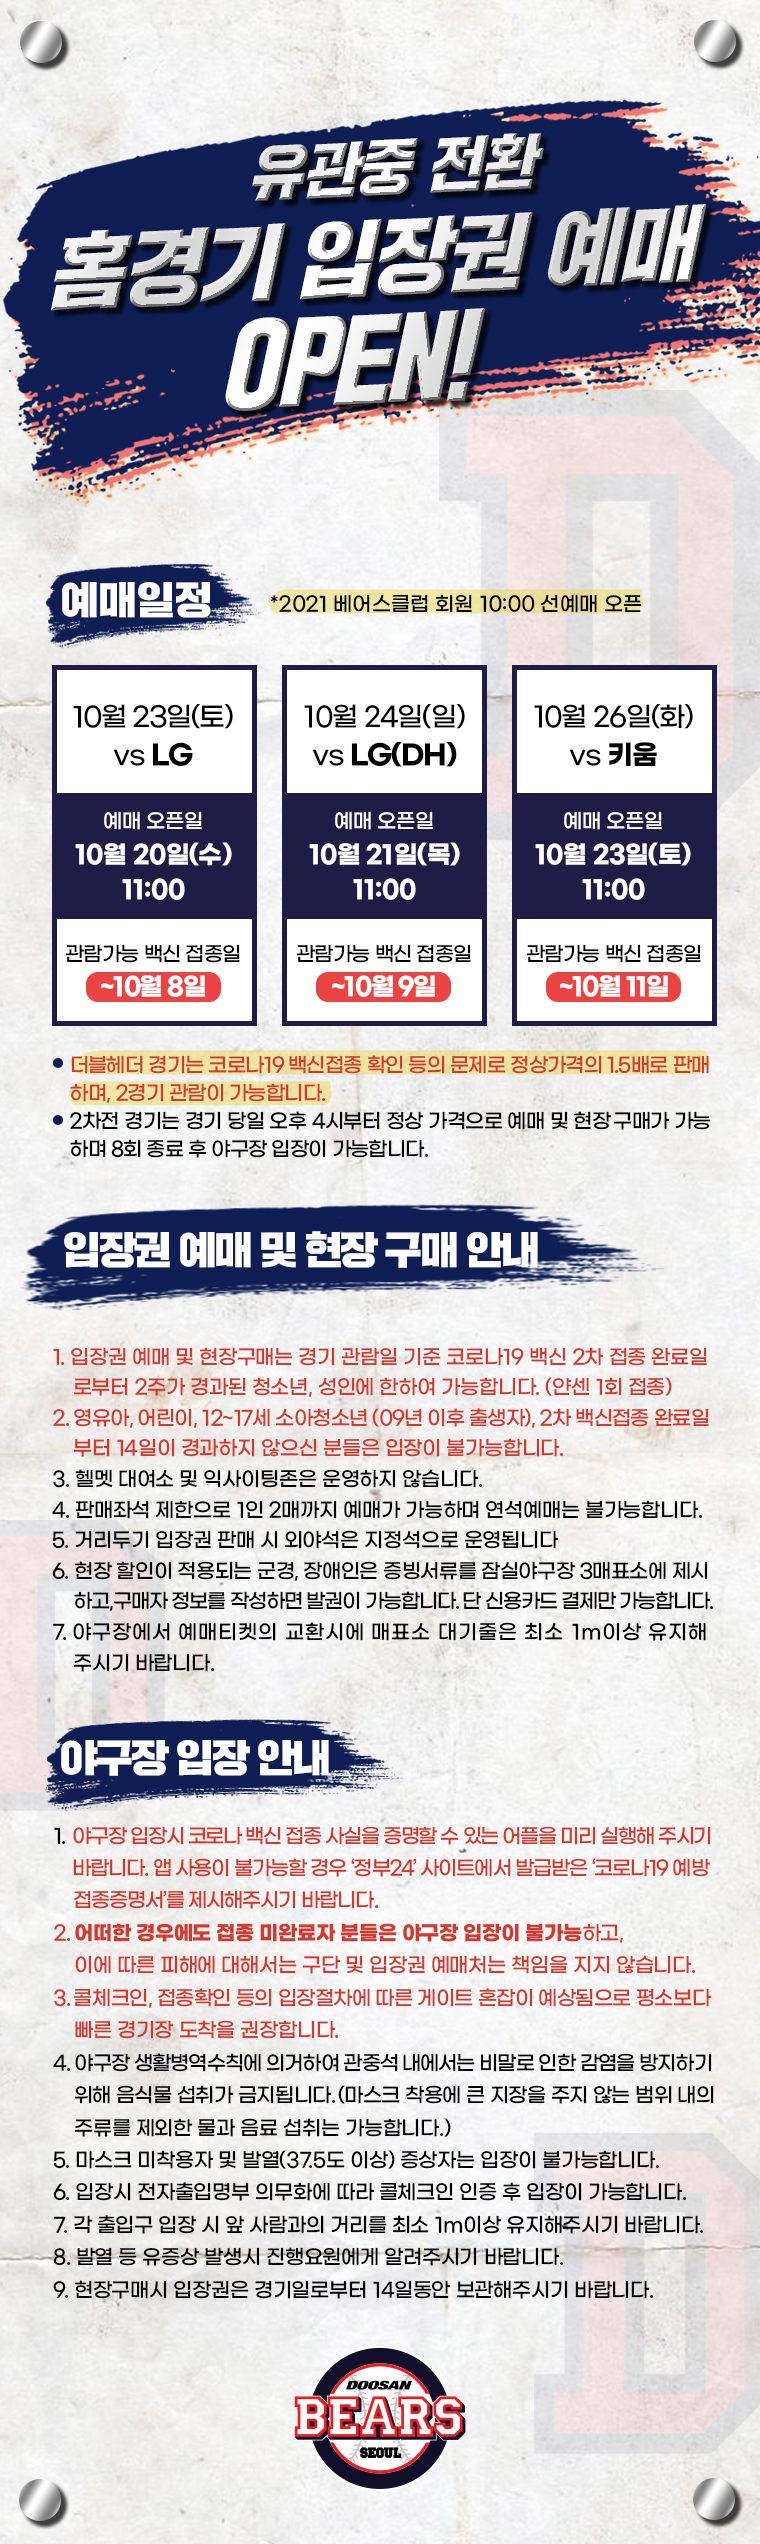 유관중 전환
홈경기 입장권 예매
OPEN!
예매일정
*2021 베어스클럽 회원 10:00 선예매 오픈
10월 23일(토)
vs LG
예매 오픈일
10월 20일(수)
11:00
관람가능 백신 접종일
~10월 8일
10월 24일(일)
vs LG(DH)
예매 오픈일
10월 21일(목)
11:00
관람가능 백신 접종일
~10월 9일
10월 26일(화)
vs 키움
예매 오픈일
10월 23일(토)
11:00
관람가능 백신 접종일
~10월 11일
• 더블헤더 경기는 코로나19 백신접종 확인 등의 문제로 정상가격의 1.5배로 판매
하며, 2경기 관람이 가능합니다.
• 2차전 경기는 경기 당일 오후 4시부터 정상 가격으로 예매 및 현장 구매가 가능
하며 8회 종료 후 야구장 입장이 가능합니다.
입장권 예매 및 현장 구매 안내
1. 입장권 예매 및 현장구매는 경기 관람일 기준 코로나19 백신 2차 접종 완료일
로부터 2주가 경과된 청소년, 성인에 한하여 가능합니다. (얀센 1회 접종)
2. 영유아, 어린이, 12~17세 소아청소년 (09년 이후 출생자), 2차 백신접종 완료일
부터 14일이 경과하지 않으신 분들은 입장이 불가능합니다.
3. 헬멧 대여소 및 익사이팅존은 운영하지 않습니다.
4. 판매좌석 제한으로 1인 2매까지 예매가 가능하며 연석예매는 불가능합니다.
5. 거리두기 입장권 판매 시 외야석은 지정석으로 운영됩니다
6. 현장 할인이 적용되는 군경, 장애인은 증빙서류를 잠실야구장 3매표소에 제시
하고,구매자 정보를 작성하면 발권이 가능합니다. 단 신용카드 결제만 가능합니다.
7. 야구장에서 예매티켓의 교환시에 매표소 대기줄은 최소 1m이상 유지해
주시기 바랍니다.
야구장 입장 안내
1. 야구장 입장시 코로나 백신 접종 사실을 증명할 수 있는 어플을 미리 실행해 주시기
바랍니다. 앱 사용이 불가능할 경우 ‘정부24’ 사이트에서 발급받은 ‘코로나19 예방
접종증명서’를 제시해주시기 바랍니다.
2. 어떠한 경우에도 접종 미완료자 분들은 야구장 입장이 불가능하고,
이에 따른 피해에 대해서는 구단 및 입장권 예매처는 책임을 지지 않습니다.
3. 콜체크인, 접종확인 등의 입장절차에 따른 게이트 혼잡이 예상됨으로 평소보다
빠른 경기장 도착을 권장합니다.
4. 야구장 생활병역수칙에 의거하여 관중석 내에서는 비말로 인한 감염을 방지하기
위해 음식물 섭취가 금지됩니다. (마스크 착용에 큰 지장을 주지 않는 범위 내의
주류를 제외한 물과 음료 섭취는 가능합니다.)
5. 마스크 미착용자 및 발열(37.5도 이상) 증상자는 입장이 불가능합니다.
6. 입장시 전자출입명부 의무화에 따라 콜체크인 인증 후 입장이 가능합니다.
7. 각 출입구 입장 시 앞 사람과의 거리를 최소 1m이상 유지해주시기 바랍니다.
8. 발열 등 유증상 발생시 진행요원에게 알려주시기 바랍니다.
9. 현장구매시 입장권은 경기일로부터 14일동안 보관해주시기 바랍니다.
DOOSAN
BEARS
SEOUL